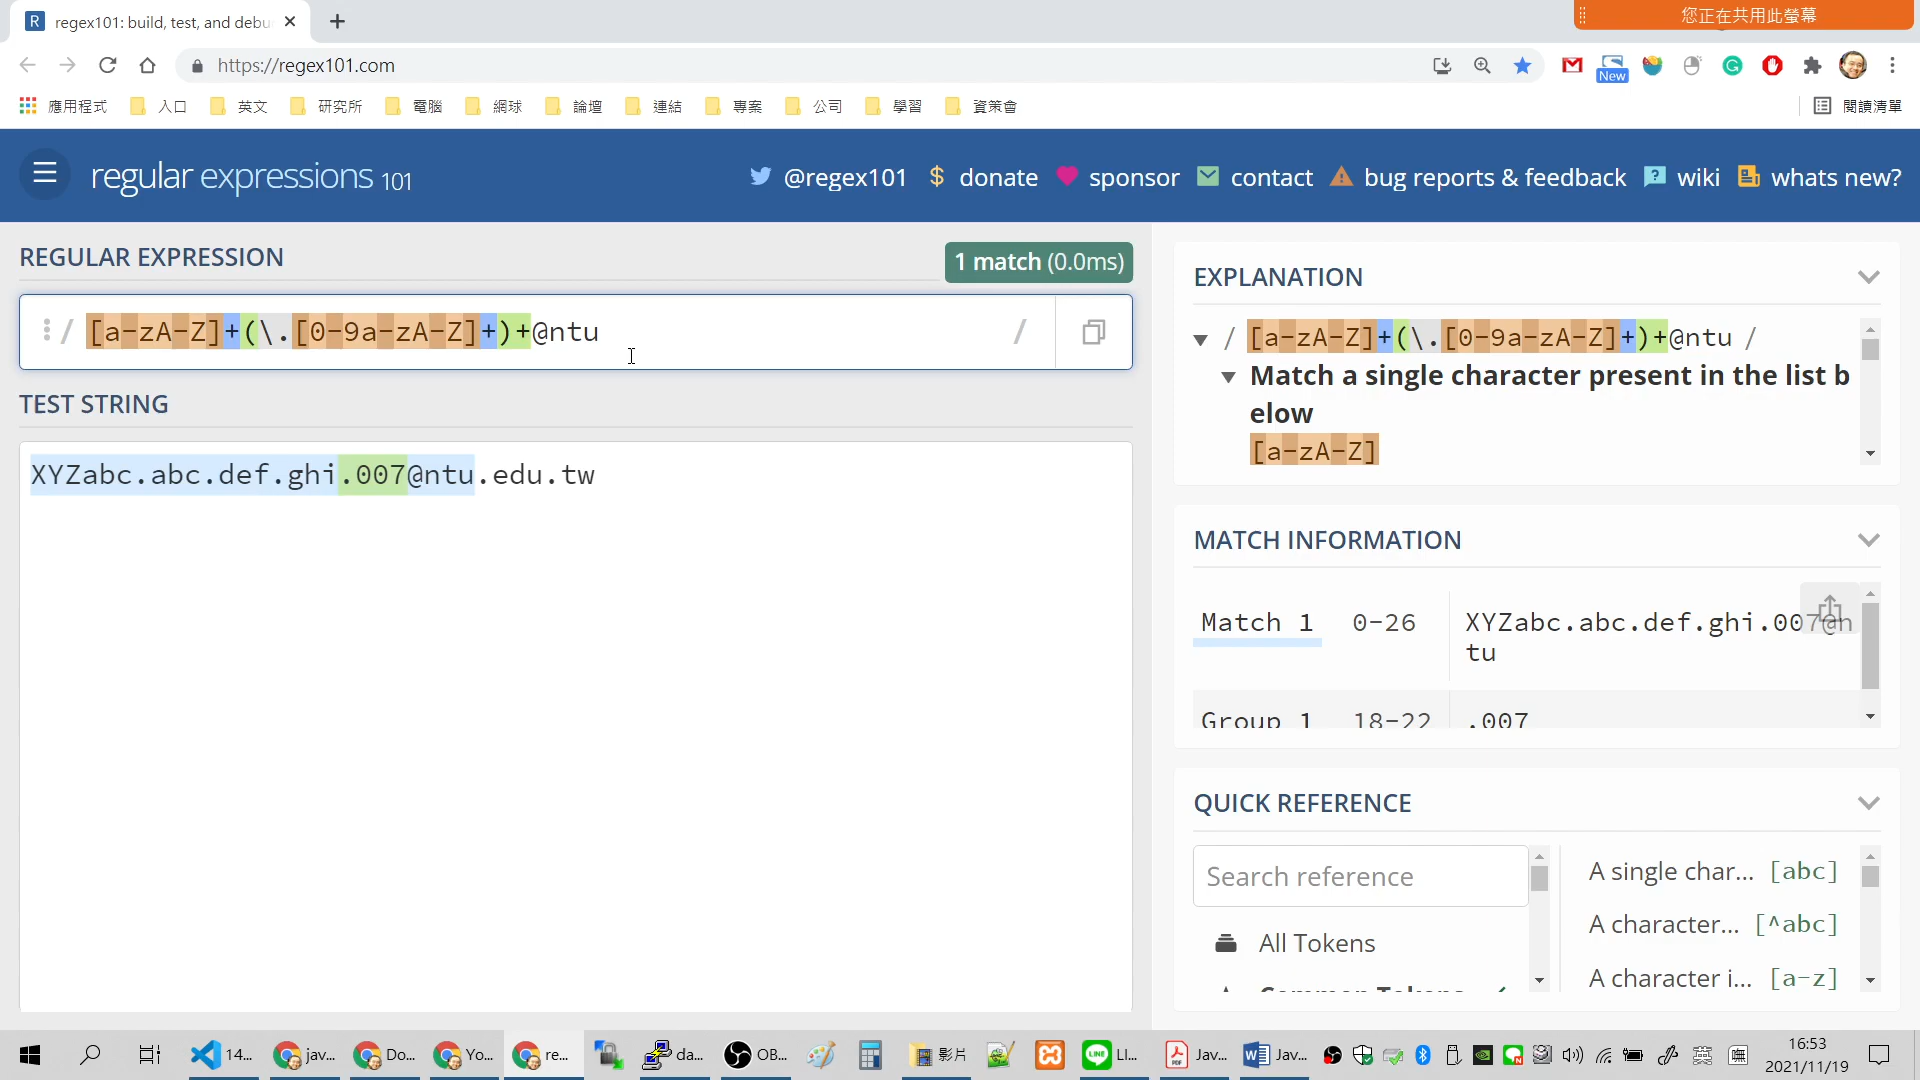 regex101: build, test, and debu
您正在共用此螢幕
https://regex101.com
New
應用程式 入口 英文 研究所 電腦 網球 論壇 連結 專案 公司 學習 資策會 閱讀清單
regular expressions 101
@regex101 donate sponsor contact bug reports & feedback wiki whats new?
REGULAR EXPRESSION
1 match (0.0ms)
/ [a-zA-Z]+(\.[0-9a-zA-Z]+)+@ntu /
TEST STRING
XYZabc.abc.def.ghi.007@ntu.edu.tw
EXPLANATION
/ [a-zA-Z]+(\.[0-9a-zA-Z]+)+@ntu /
Match a single character present in the list b
elow
[a-zA-Z]
MATCH INFORMATION
Match 1 0-26 XYZabc.abc.def.ghi.007@n
tu
Group 1 18-22 .007
QUICK REFERENCE
Search reference
All Tokens
Common Tokens
A single char... [abc]
A character... [^abc]
A character i... [a-z]
14... jav... Do... Yo... re... da... OB... 影片 LI... Jav... Jav... 英
16:53
2021/11/19